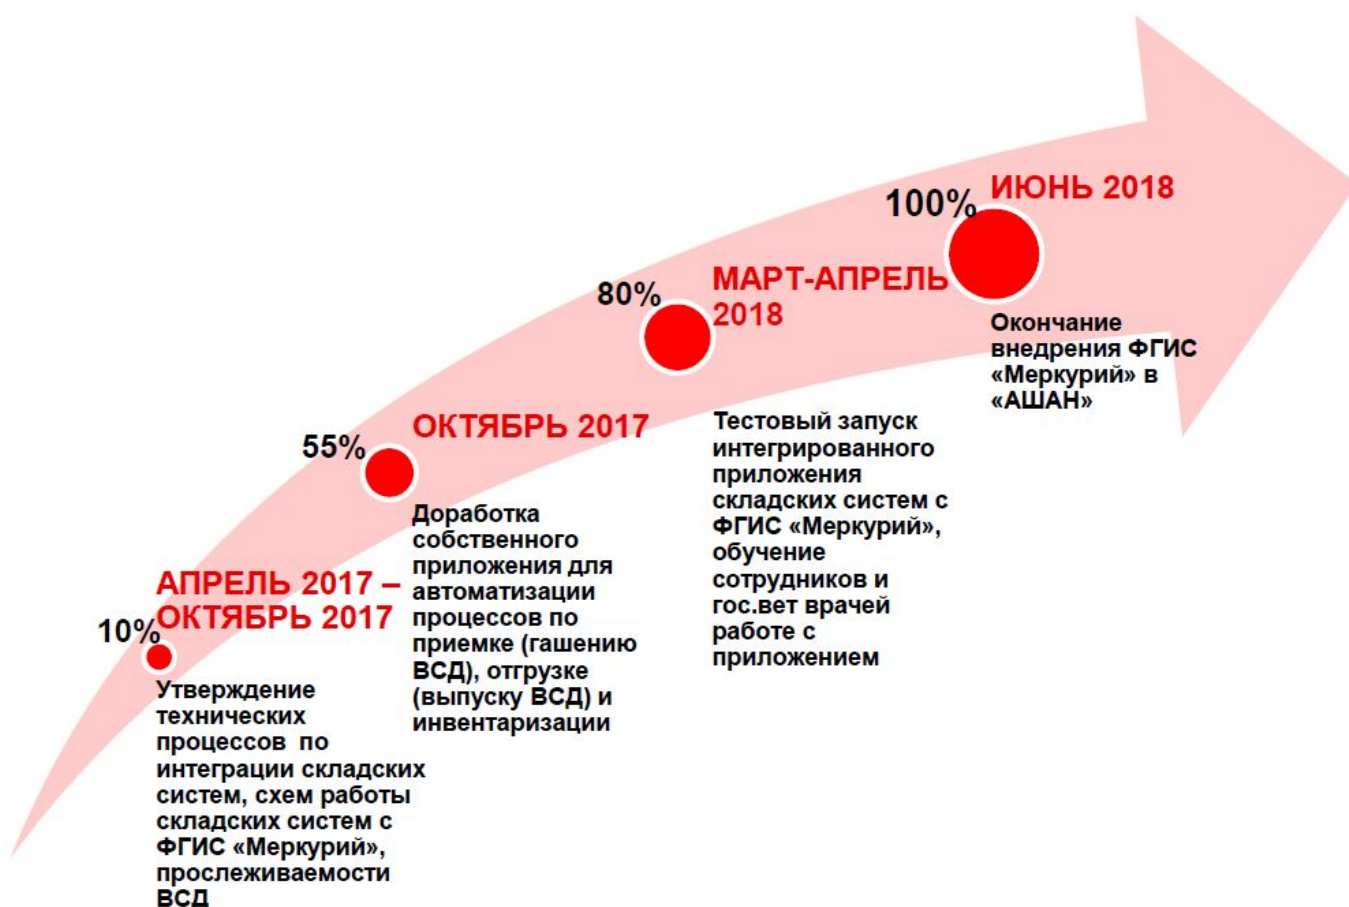 10%
АПРЕЛЬ 2017 –
ОКТЯБРЬ 2017
Утверждение
технических
процессов по
интеграции складских
систем, схем работы
складских систем с
ФГИС «Меркурий»,
прослеживаемости
ВСД
55%
ОКТЯБРЬ 2017
Доработка
собственного
приложения для
автоматизации
процессов по
приемке (гашению
ВСД), отгрузке
(выпуску ВСД) и
инвентаризации
80%
МАРТ-АПРЕЛЬ
2018
Тестовый запуск
интегрированного
приложения
складских систем с
ФГИС «Меркурий»,
обучение
сотрудников и
гос.вет врачей
работе с
приложением
100%
ИЮНЬ 2018
Окончание
внедрения ФГИС
«Меркурий» в
«АШАН»